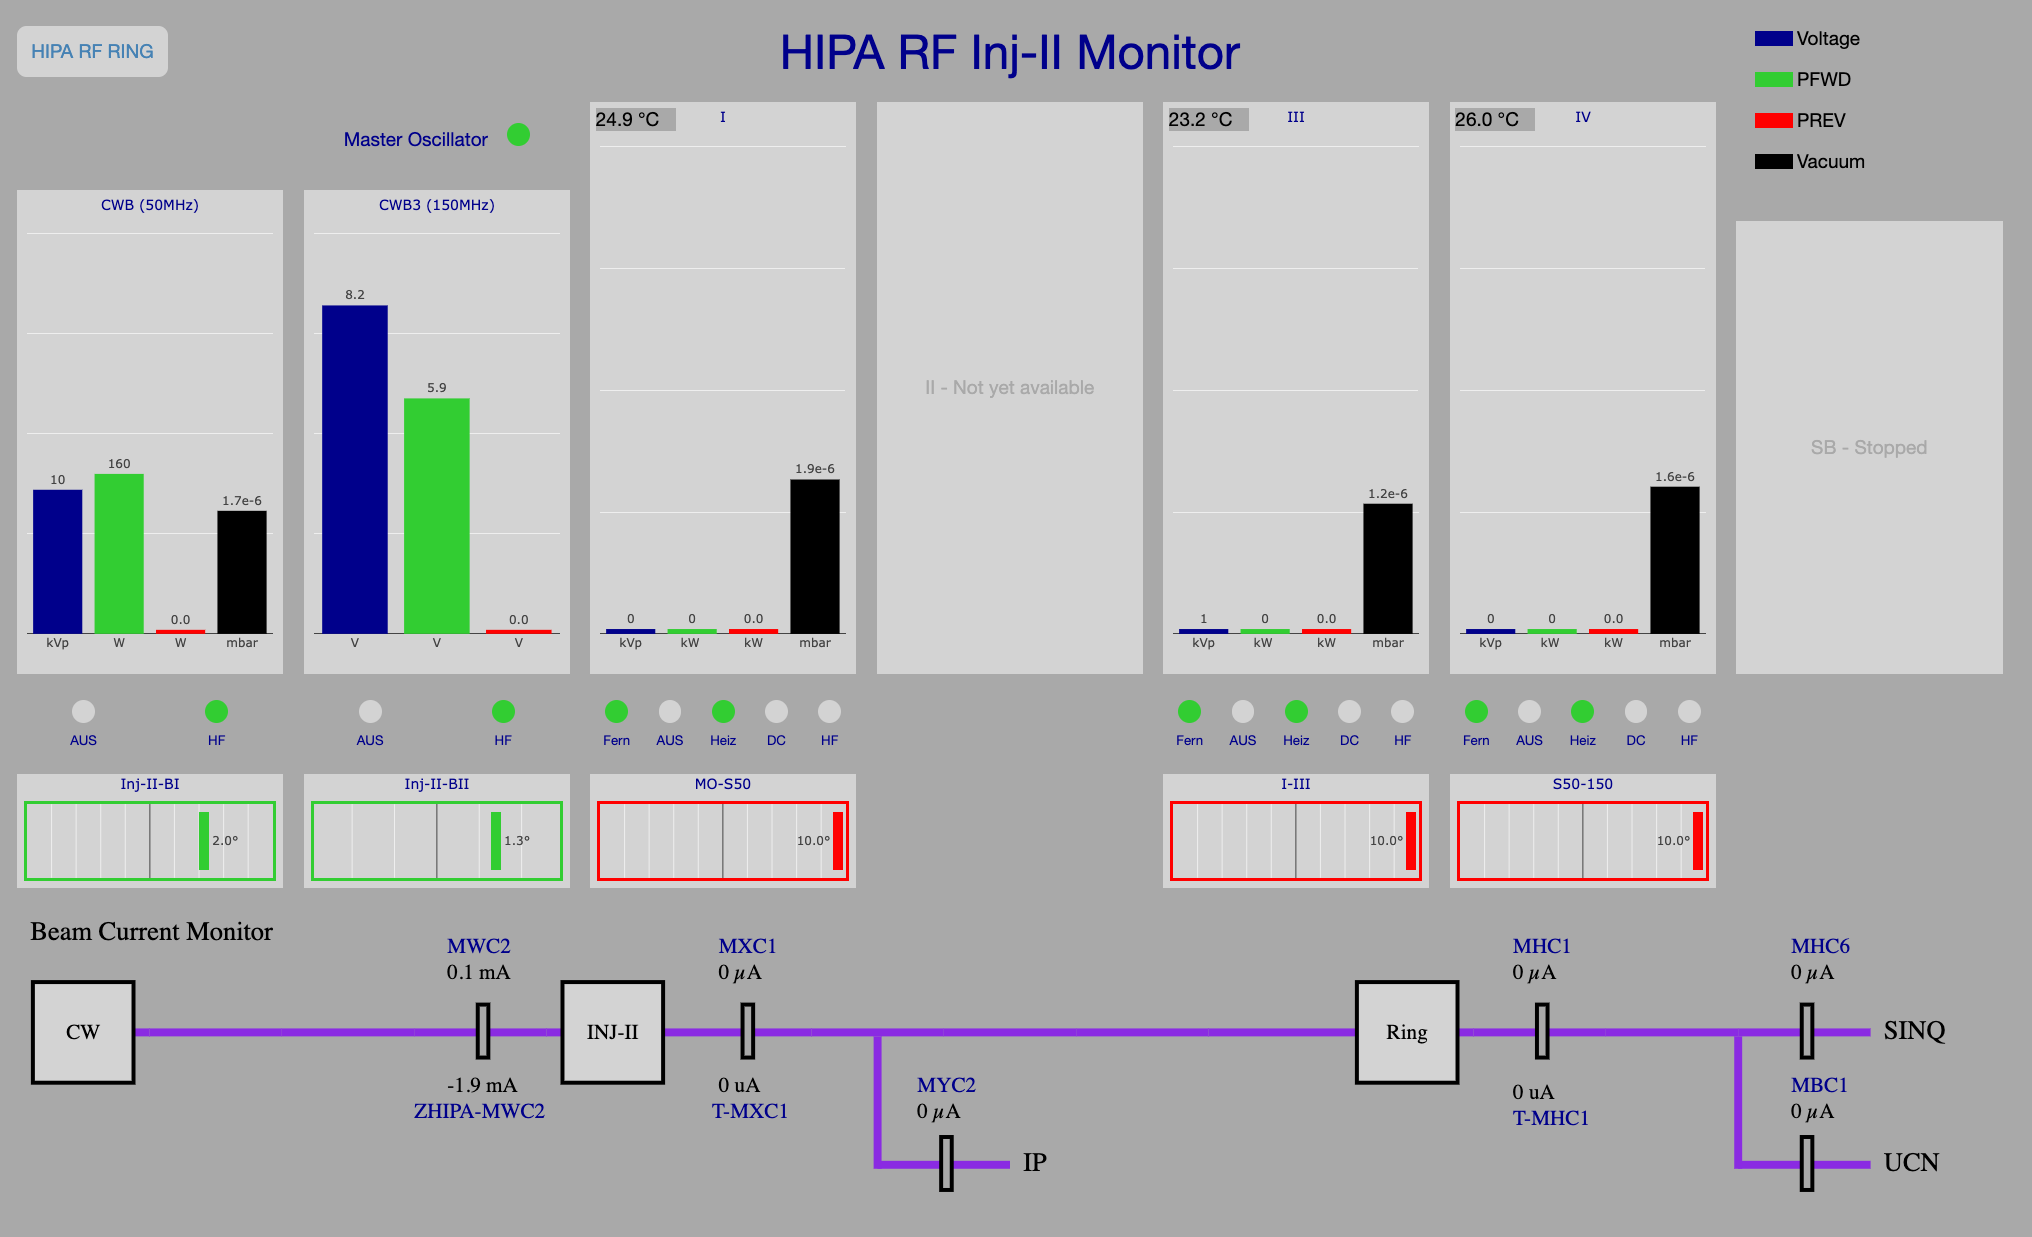 HIPA RF RING
HIPA RF Inj-II Monitor
Voltage
PFWD
PREV
Vacuum
Master Oscillator
CWB (50MHz)
10
160
0.0
1.7e-6
kVp W W mbar
AUS HF
CWB3 (150MHz)
8.2
5.9
0.0
V V V
AUS HF
24.9 °C I
0 0 0.0 1.9e-6
kVp kW kW mbar
Fern AUS Heiz DC HF
II - Not yet available
23.2 °C III
1 0 0.0 1.2e-6
kVp kW kW mbar
Fern AUS Heiz DC HF
26.0 °C IV
0 0 0.0 1.6e-6
kVp kW kW mbar
Fern AUS Heiz DC HF
SB - Stopped
Inj-II-BI
2.0°
Inj-II-BII
1.3°
MO-S50
10.0°
I-III
10.0°
S50-150
10.0°
Beam Current Monitor
CW
MWC2
0.1 mA
-1.9 mA
ZHIPA-MWC2
INJ-II
MXC1
0 µA
0 uA
T-MXC1
MYC2
0 µA
IP
Ring
MHC1
0 µA
0 uA
T-MHC1
MHC6
0 µA
SINQ
MBC1
0 µA
UCN